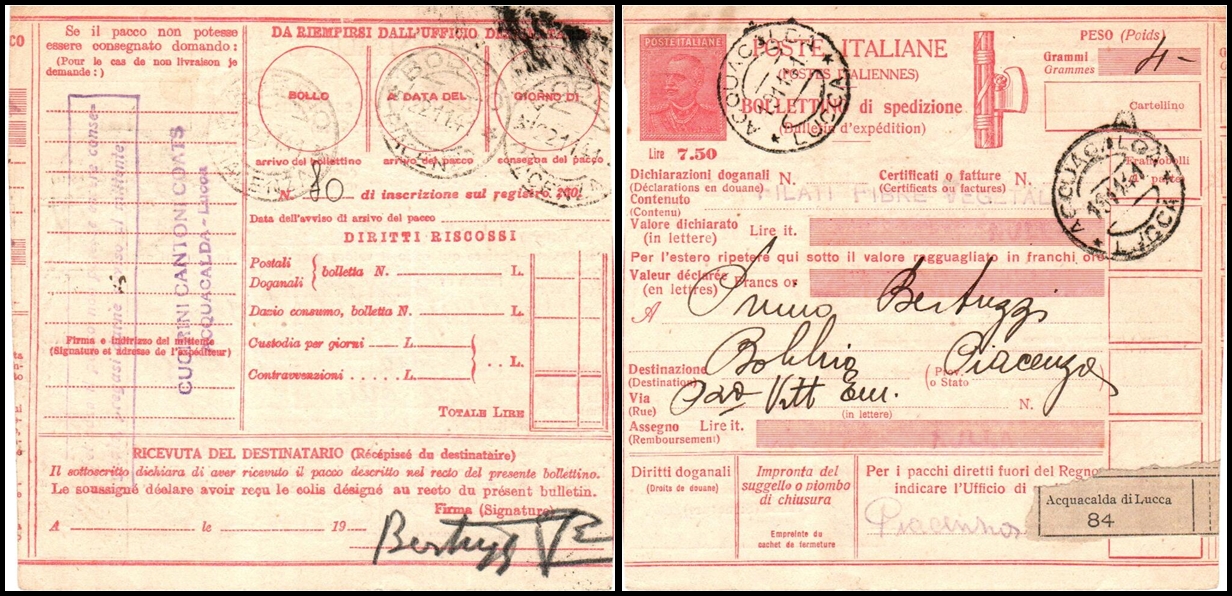 Se il pacco non potesse
essere consegnato domando:
(Pour le cas de non livraison je
demande:)
CUCIRINI CANTONI COATS
ACQUACALDA - Lucca
Firma e indirizzo del mittente
(Signature et adresse de l'expéditeur)
DA RIEMPIRSI DALL'UFFICIO
BOLLO
A DATA DEL
GIORNO DI
arrivo del bollettino
arrivo del pacco
consegna del pacco
N. 80 di inscrizione sul registro
Data dell'avviso di arrivo del pacco
DIRITTI RISCOSSI
Postali
Doganali
bolletta N. L.
Dazio consumo, bolletta N. L.
Custodia per giorni L.
L.
Contravvenzioni L.
TOTALE LIRE
RICEVUTA DEL DESTINATARIO (Récépissé du destinataire)
Il sottoscritto dichiara di aver ricevuto il pacco descritto nel recto del presente bollettino.
Le soussigné déclare avoir reçu le colis désigné au recto du présent bulletin.
Firma (Signature)
A le 19
POSTE ITALIANE
POSTE ITALIANE
(POSTES ITALIENNES)
BOLLETTINO di spedizione
(Bulletin d'expédition)
Lire 7.50
ACQUACALDA
LUCCA
PESO (Poids)
Grammi
Grammes
4-
Cartellino
Francobolli
ACQUACALDA
LUCCA
Dichiarazioni doganali N.
(Déclarations en douane)
Certificati o fatture N.
(Certificats ou factures)
Contenuto
(Contenu)
FILATI FIBRE VEGETALI
Valore dichiarato
(in lettere)
Lire it.
Per l'estero ripetere qui sotto il valore ragguagliato in franchi oro
Valeur déclarée
(en lettres)
Francs or
A
Bertuzzi
Destinazione
(Destination)
Bobbio
(Prov.
o Stato
Piacenza
Via
(Rue)
Vitt Em.
N.
(in lettere)
Assegno
(Remboursement)
Lire it.
Diritti doganali
(Droits de douane)
Impronta del
suggello o piombo
di chiusura
Empreinte du
cachet de fermeture
Per i pacchi diretti fuori del Regno
indicare l'Ufficio di
Piacenza
Acquacalda di Lucca
84